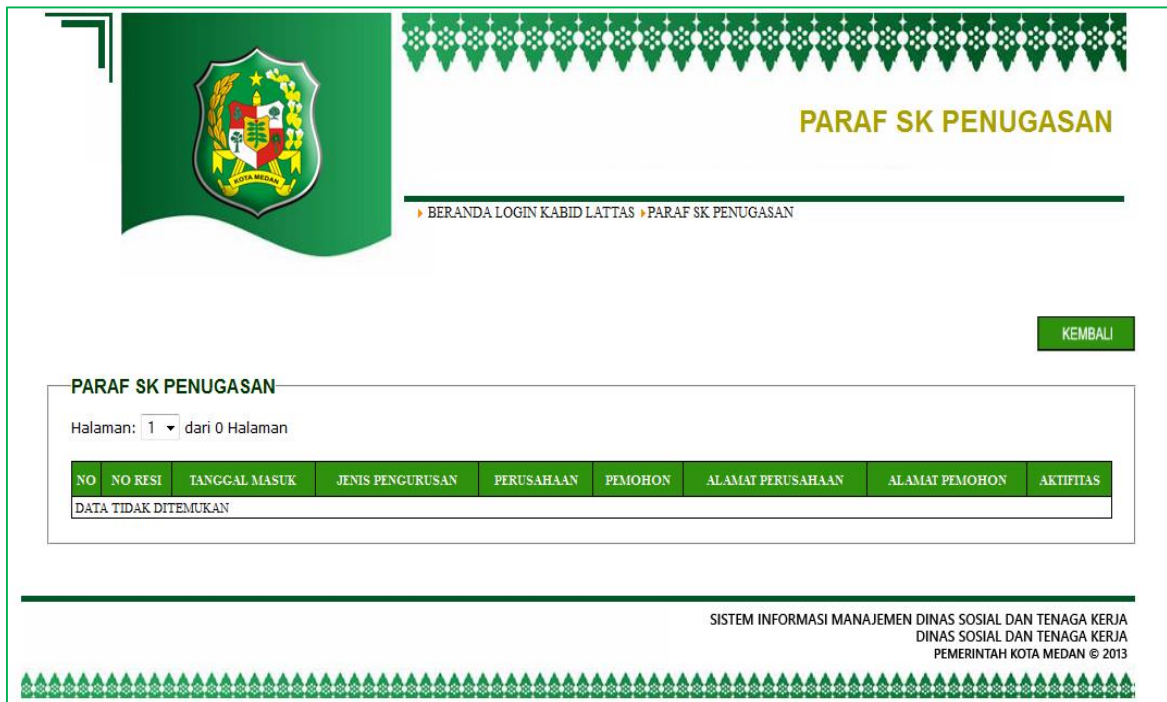 KOTA MEDAN
PARAF SK PENUGASAN
BERANDA LOGIN KABID LATTAS PARAF SK PENUGASAN
KEMBALI
PARAF SK PENUGASAN
Halaman: 1 dari 0 Halaman
NO NO RESI TANGGAL MASUK JENIS PENGURUSAN PERUSAHAAN PEMOHON ALAMAT PERUSAHAAN ALAMAT PEMOHON AKTIFITAS
DATA TIDAK DITEMUKAN
SISTEM INFORMASI MANAJEMEN DINAS SOSIAL DAN TENAGA KERJA
DINAS SOSIAL DAN TENAGA KERJA
PEMERINTAH KOTA MEDAN © 2013